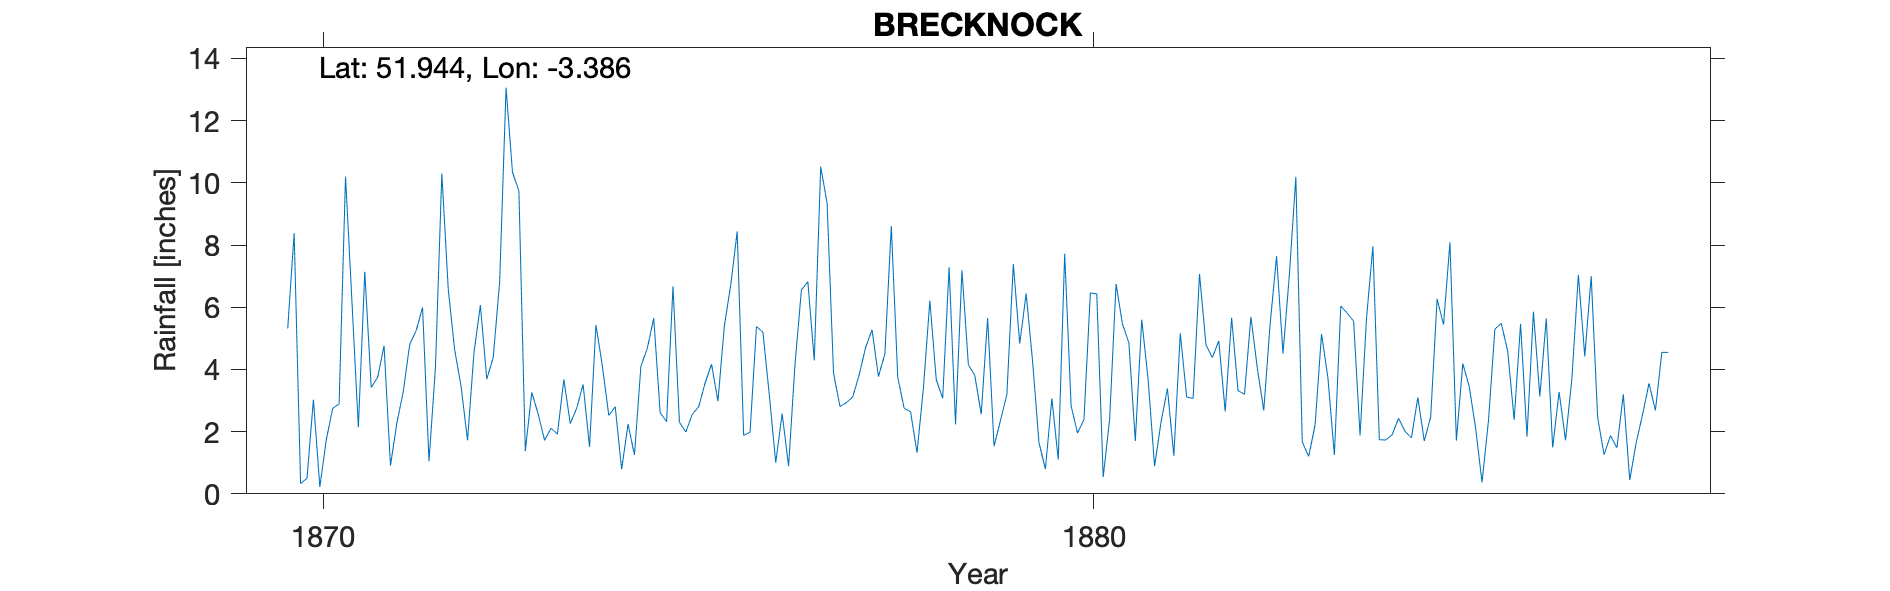 BRECKNOCK
Lat: 51.944, Lon: -3.386
Rainfall [inches]
14
12
10
8
6
4
2
0
1870 1880
Year